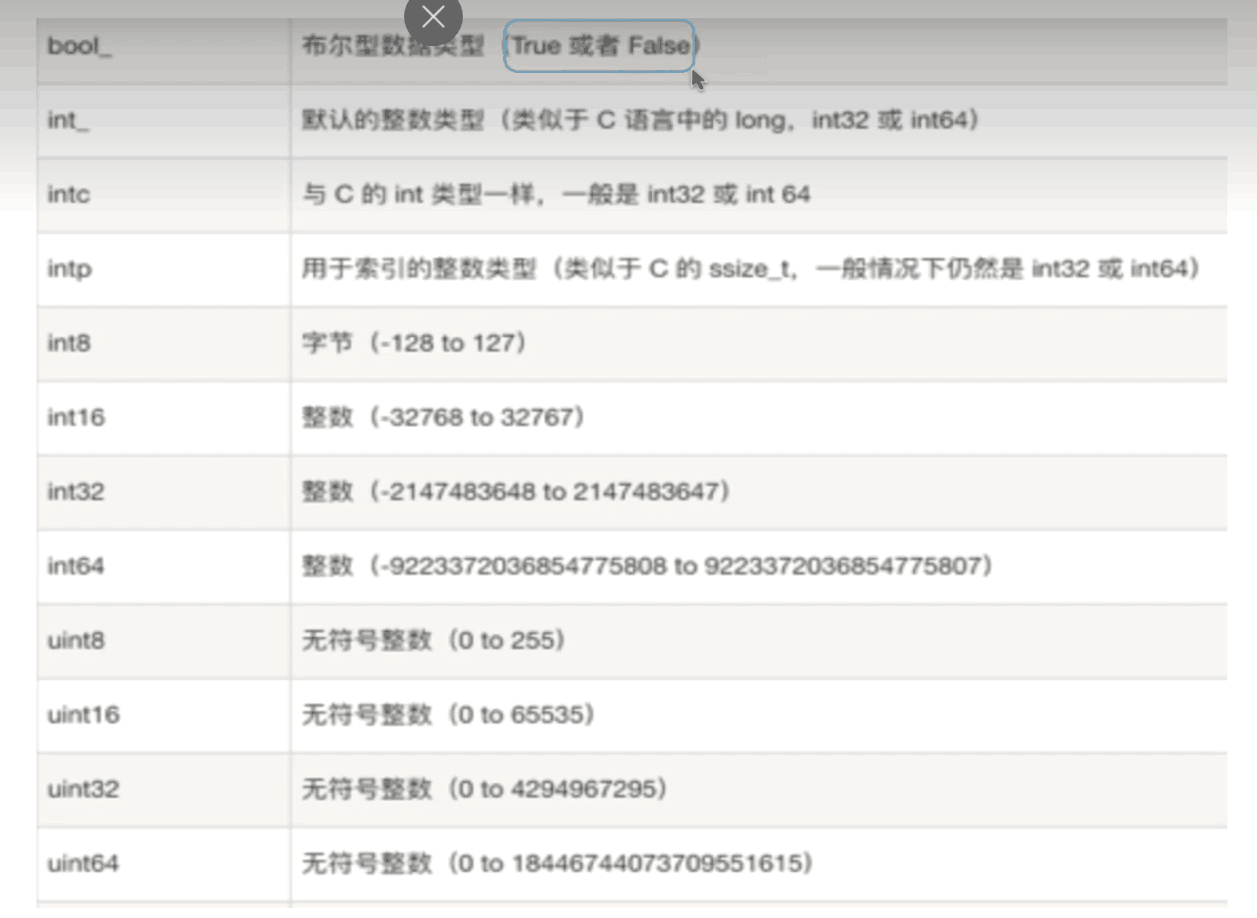 bool_ 布尔型数据类型（True 或者 False）
int_ 默认的整数类型（类似于 C 语言中的 long，int32 或 int64）
intc 与 C 的 int 类型一样，一般是 int32 或 int 64
intp 用于索引的整数类型（类似于 C 的 ssize_t，一般情况下仍然是 int32 或 int64）
int8 字节（-128 to 127）
int16 整数（-32768 to 32767）
int32 整数（-2147483648 to 2147483647）
int64 整数（-9223372036854775808 to 9223372036854775807）
uint8 无符号整数（0 to 255）
uint16 无符号整数（0 to 65535）
uint32 无符号整数（0 to 4294967295）
uint64 无符号整数（0 to 18446744073709551615）